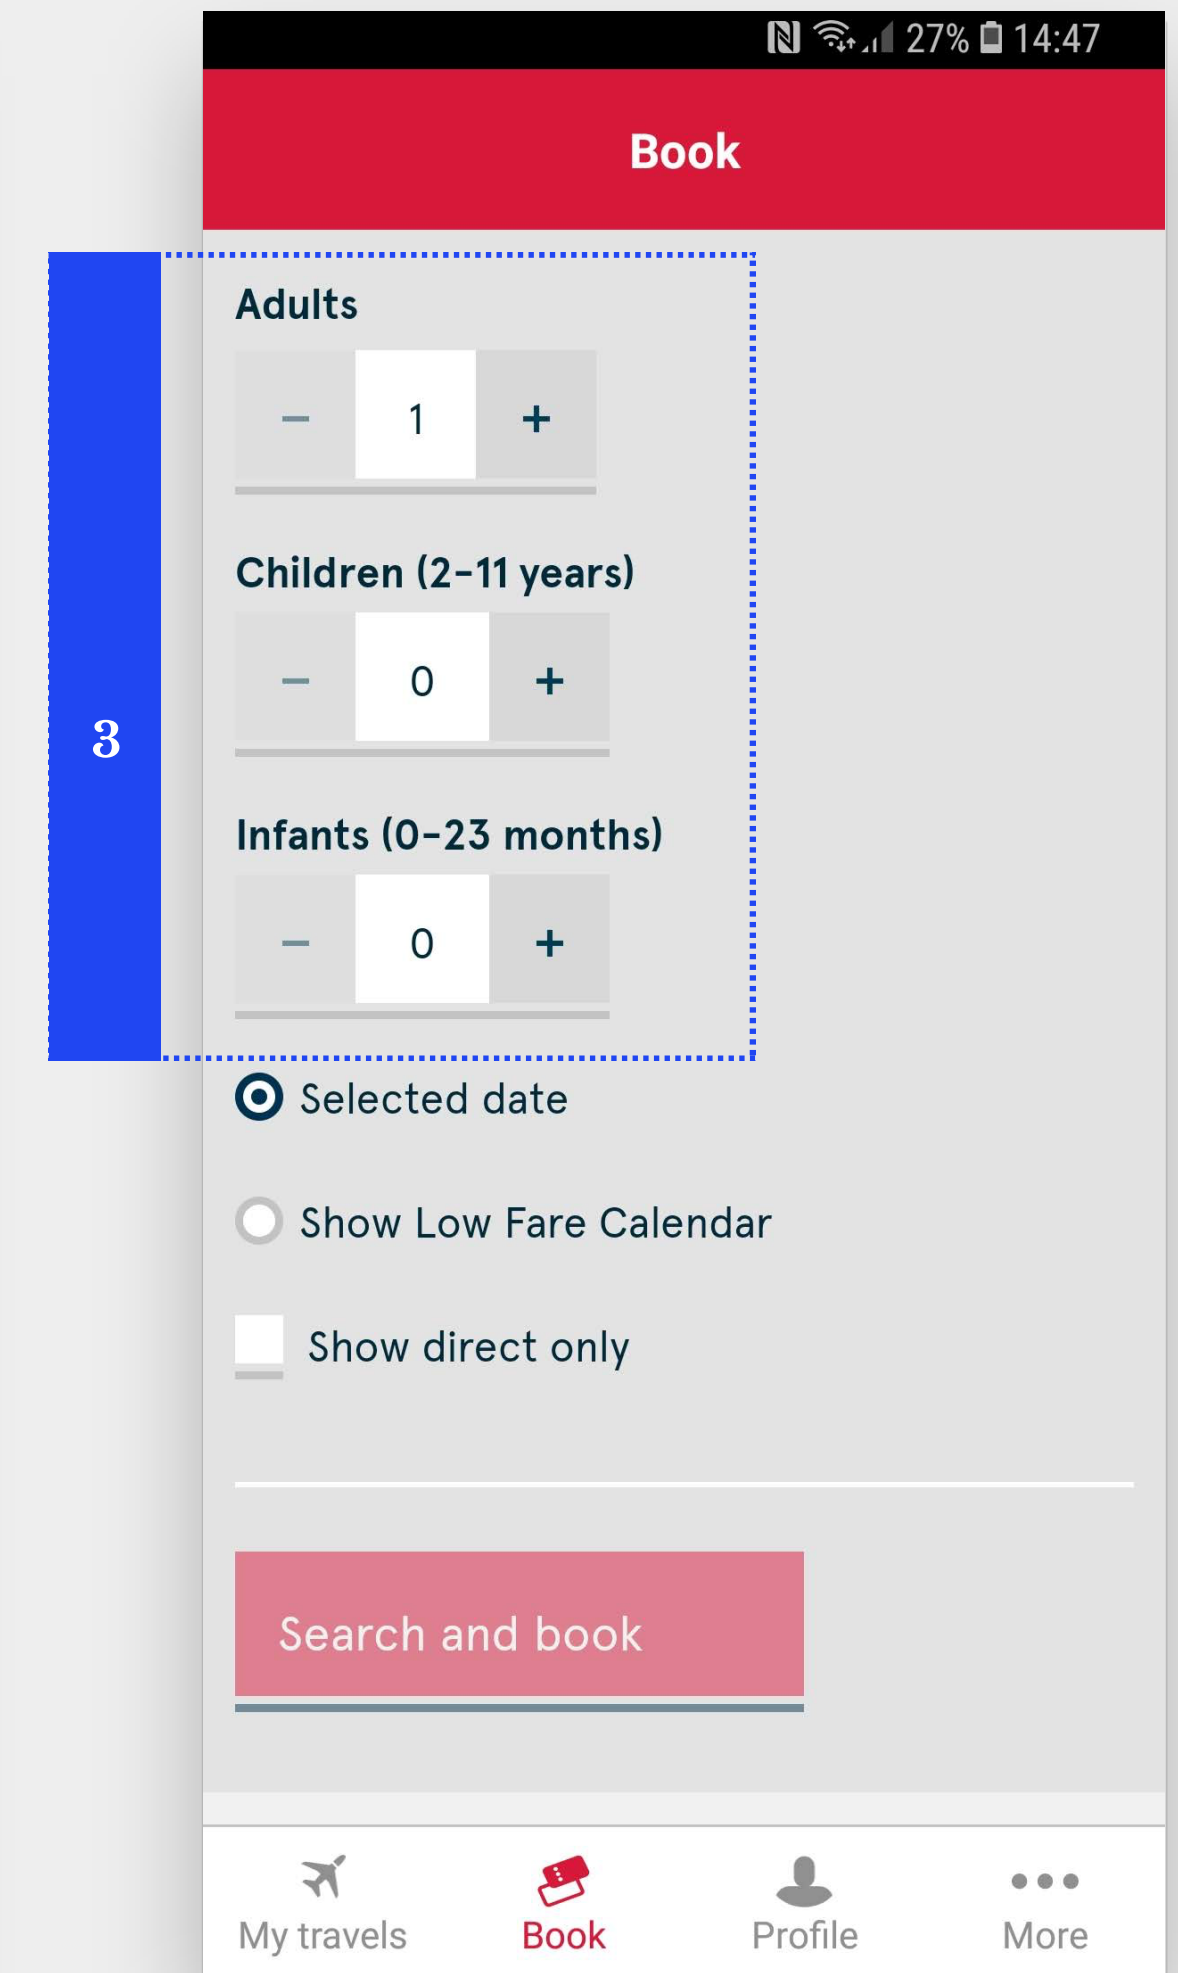 27% 14:47
Book
Adults
− 1 +
Children (2-11 years)
− 0 +
3
Infants (0-23 months)
− 0 +
Selected date
Show Low Fare Calendar
Show direct only
Search and book
My travels Book Profile More